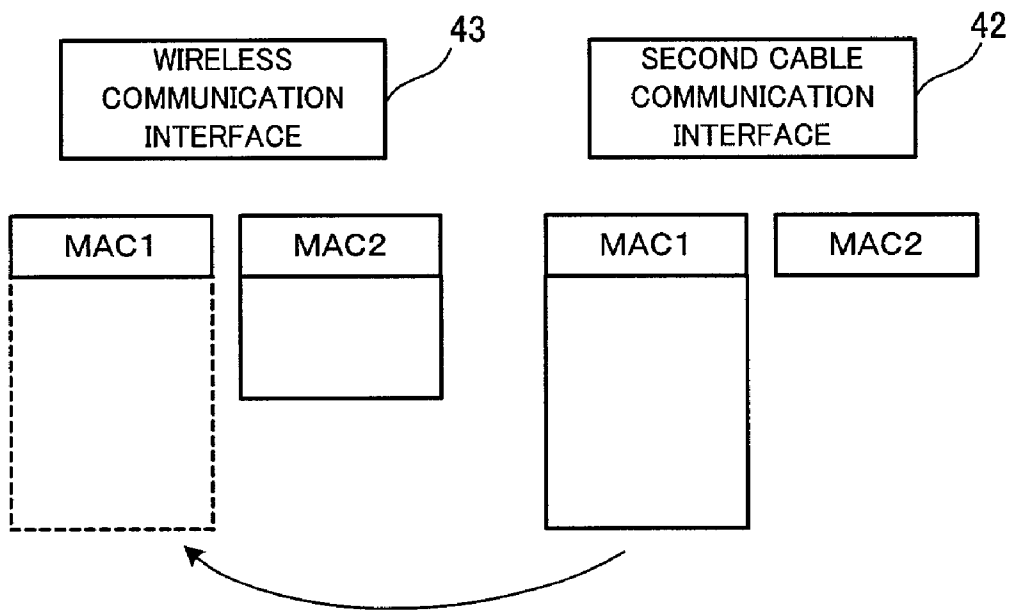 43
WIRELESS
COMMUNICATION
INTERFACE
42
SECOND CABLE
COMMUNICATION
INTERFACE
MAC1
MAC2
MAC1
MAC2